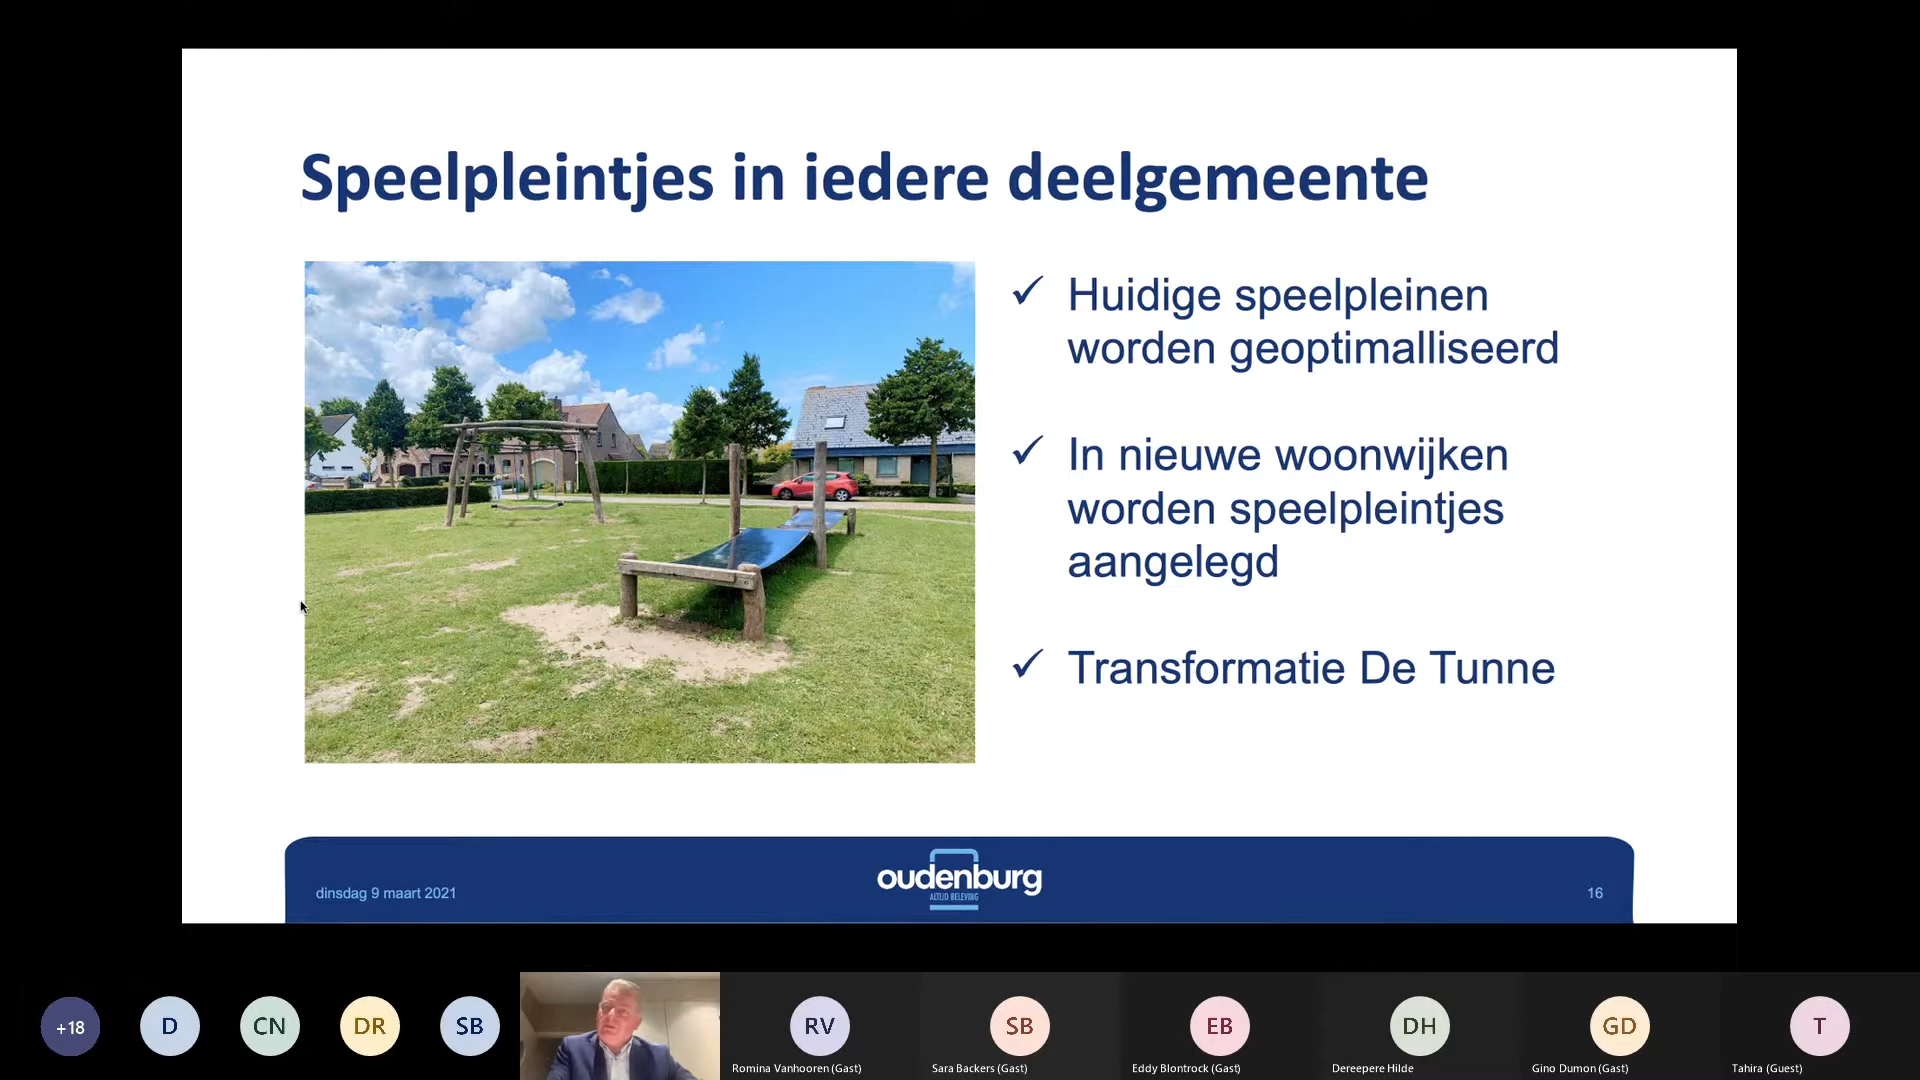 Speelpleintjes in iedere deelgemeente
✓ Huidige speelpleinen
worden geoptimalliseerd
✓ In nieuwe woonwijken
worden speelpleintjes
aangelegd
✓ Transformatie De Tunne
dinsdag 9 maart 2021
oudenburg
ALTIJD BELEVING
16
+18
D
CN
DR
SB
RV
SB
EB
DH
GD
T
Romina Vanhooren (Gast)
Sara Backers (Gast)
Eddy Blontrock (Gast)
Dereepere Hilde
Gino Dumon (Gast)
Tahira (Guest)